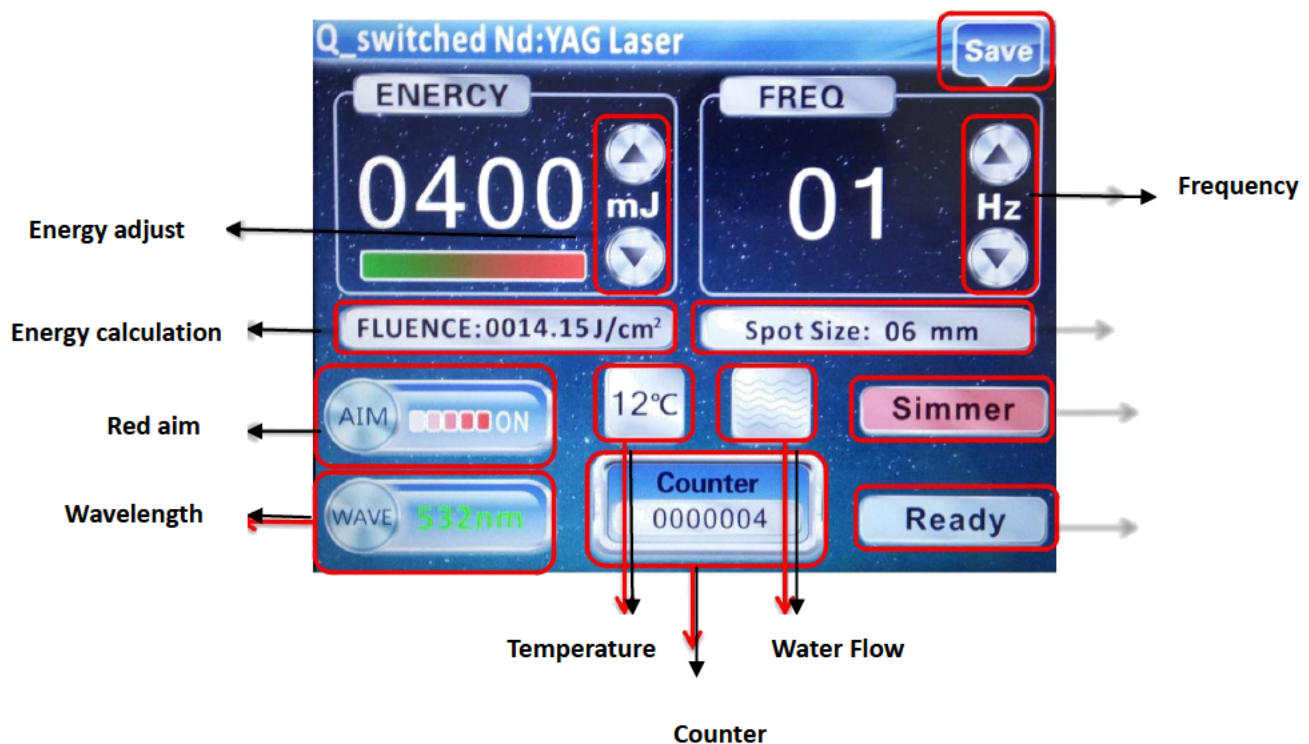 Q_switched Nd:YAG Laser
Save
ENERCY
FREQ
0400
mJ
01
Hz
Frequency
Energy adjust
Energy calculation
FLUENCE:0014.15J/cm²
Spot Size: 06 mm
Red aim
AIM
ON
12℃
Simmer
Wavelength
WAVE
532nm
Counter
0000004
Ready
Temperature
Water Flow
Counter